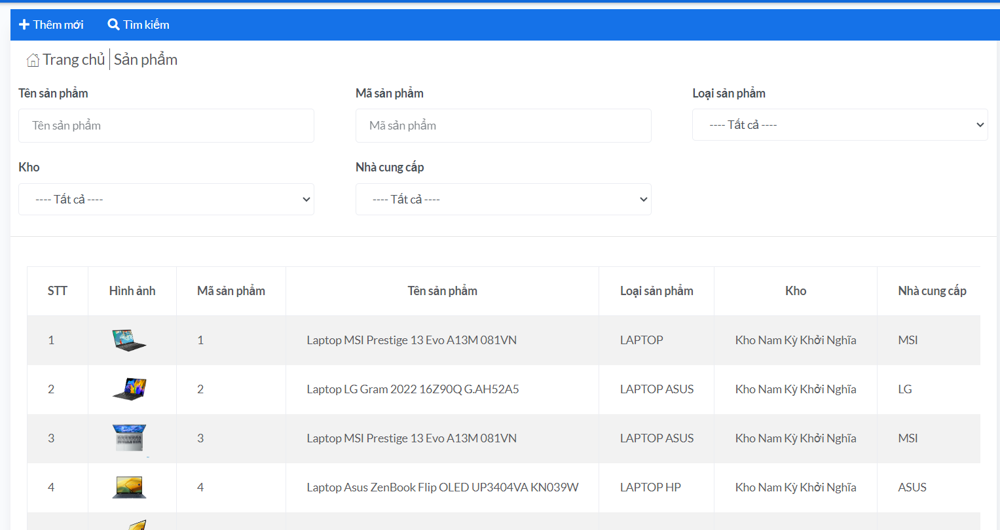 Thêm mới Tìm kiếm
Trang chủ Sản phẩm
Tên sản phẩm Mã sản phẩm Loại sản phẩm
Tên sản phẩm Mã sản phẩm ---- Tất cả ----
Kho Nhà cung cấp
---- Tất cả ---- ---- Tất cả ----
STT Hình ảnh Mã sản phẩm Tên sản phẩm Loại sản phẩm Kho Nhà cung cấp
1 1 Laptop MSI Prestige 13 Evo A13M 081VN LAPTOP Kho Nam Kỳ Khởi Nghĩa MSI
2 2 Laptop LG Gram 2022 16Z90Q G.AH52A5 LAPTOP ASUS Kho Nam Kỳ Khởi Nghĩa LG
3 3 Laptop MSI Prestige 13 Evo A13M 081VN LAPTOP ASUS Kho Nam Kỳ Khởi Nghĩa MSI
4 4 Laptop Asus ZenBook Flip OLED UP3404VA KN039W LAPTOP HP Kho Nam Kỳ Khởi Nghĩa ASUS